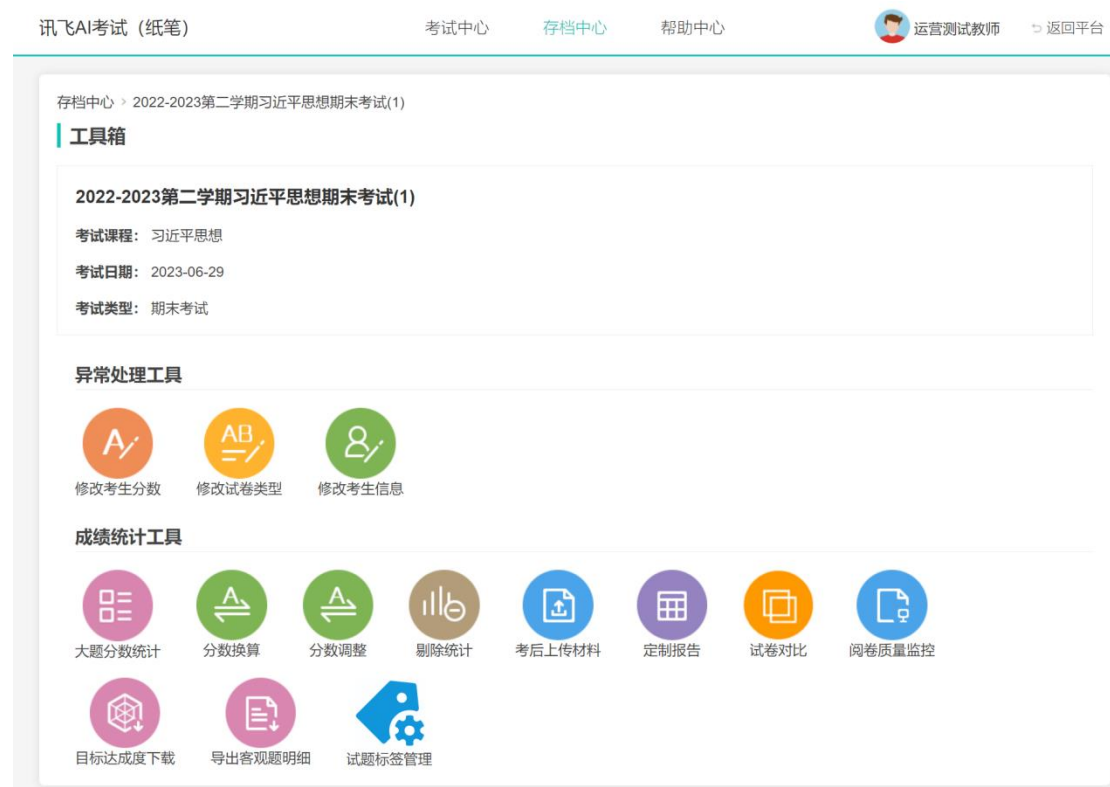 讯飞AI考试（纸笔） 考试中心 存档中心 帮助中心 运营测试教师 返回平台
存档中心 > 2022-2023第二学期习近平思想期末考试(1)
工具箱
2022-2023第二学期习近平思想期末考试(1)
考试课程： 习近平思想
考试日期： 2023-06-29
考试类型： 期末考试
异常处理工具
A AB
修改考生分数 修改试卷类型 修改考生信息
成绩统计工具
A A
大题分数统计 分数换算 分数调整 剔除统计 考后上传材料 定制报告 试卷对比 阅卷质量监控
目标达成度下载 导出客观题明细 试题标签管理